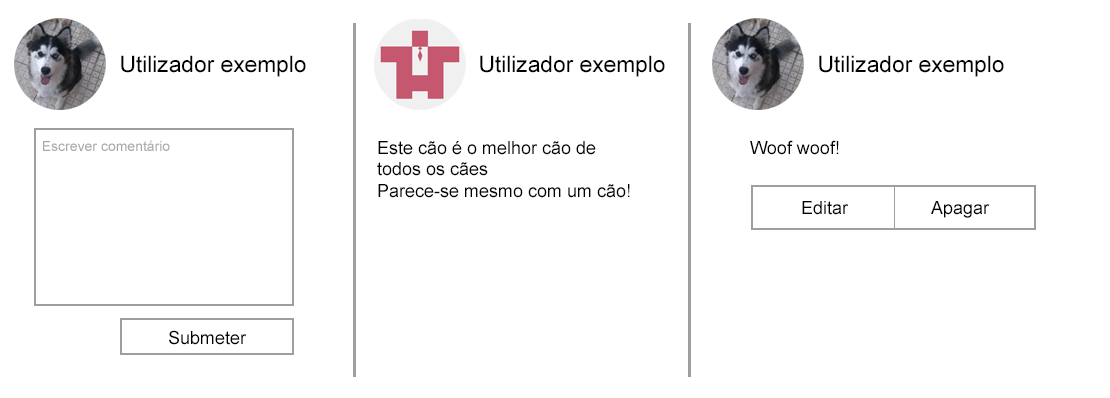 Utilizador exemplo
Escrever comentário
Submeter
Utilizador exemplo
Este cão é o melhor cão de
todos os cães
Parece-se mesmo com um cão!
Utilizador exemplo
Woof woof!
Editar
Apagar